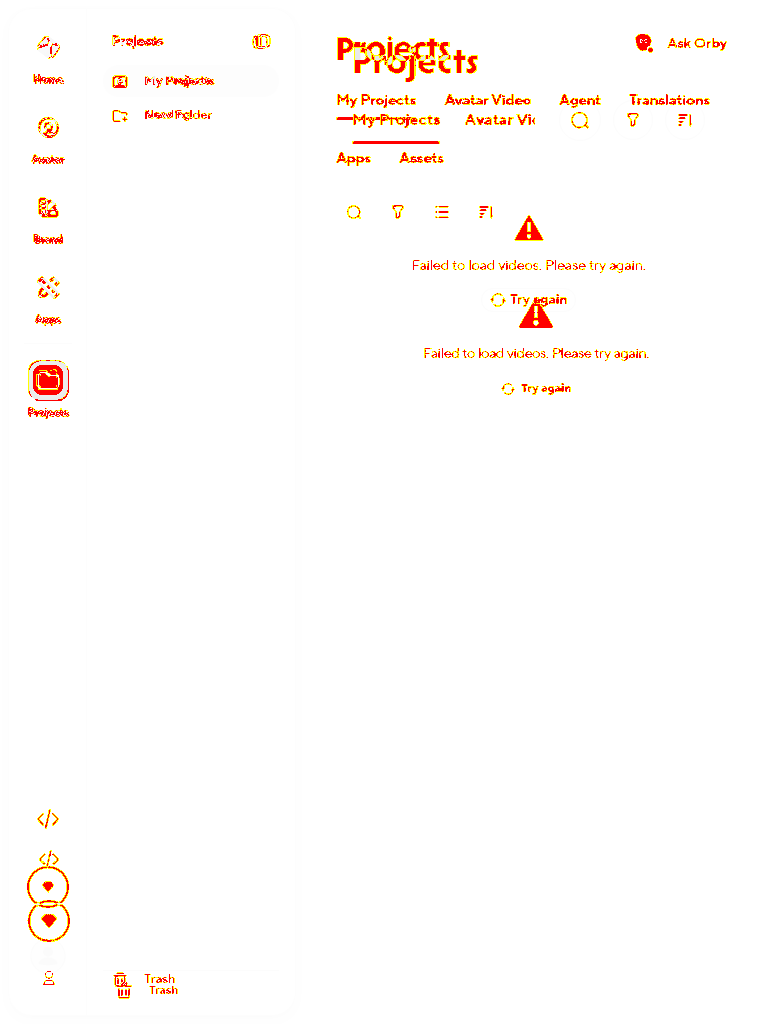 Home
Avatar
Brand
Apps
Projects
Projects
My Projects
New Folder
Trash
Trash
Projects
Projects
Ask Orby
My Projects Avatar Video Agent Translations
My Projects Avatar Vi
Apps Assets
Failed to load videos. Please try again.
Try again
Failed to load videos. Please try again.
Try again